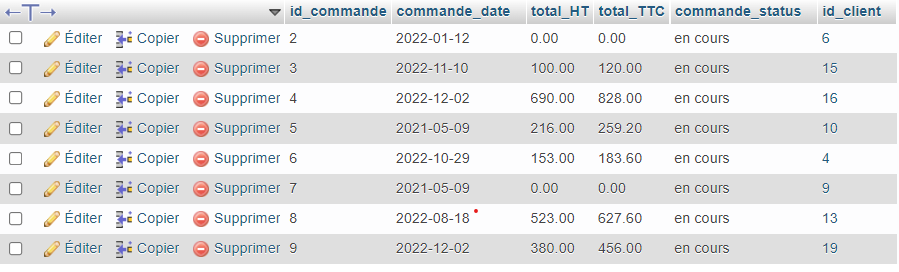 id_commande commande_date total_HT total_TTC commande_status id_client
Éditer Copier Supprimer 2 2022-01-12 0.00 0.00 en cours 6
Éditer Copier Supprimer 3 2022-11-10 100.00 120.00 en cours 15
Éditer Copier Supprimer 4 2022-12-02 690.00 828.00 en cours 16
Éditer Copier Supprimer 5 2021-05-09 216.00 259.20 en cours 10
Éditer Copier Supprimer 6 2022-10-29 153.00 183.60 en cours 4
Éditer Copier Supprimer 7 2021-05-09 0.00 0.00 en cours 9
Éditer Copier Supprimer 8 2022-08-18 523.00 627.60 en cours 13
Éditer Copier Supprimer 9 2022-12-02 380.00 456.00 en cours 19